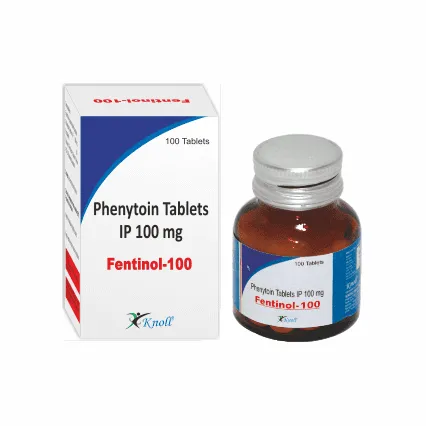 Fentinol-100
100 Tablets
Phenytoin Tablets
IP 100 mg
Fentinol-100
Knoll
100 Tablets
Phenytoin Tablets IP 100 mg
Fentinol-100
Knoll